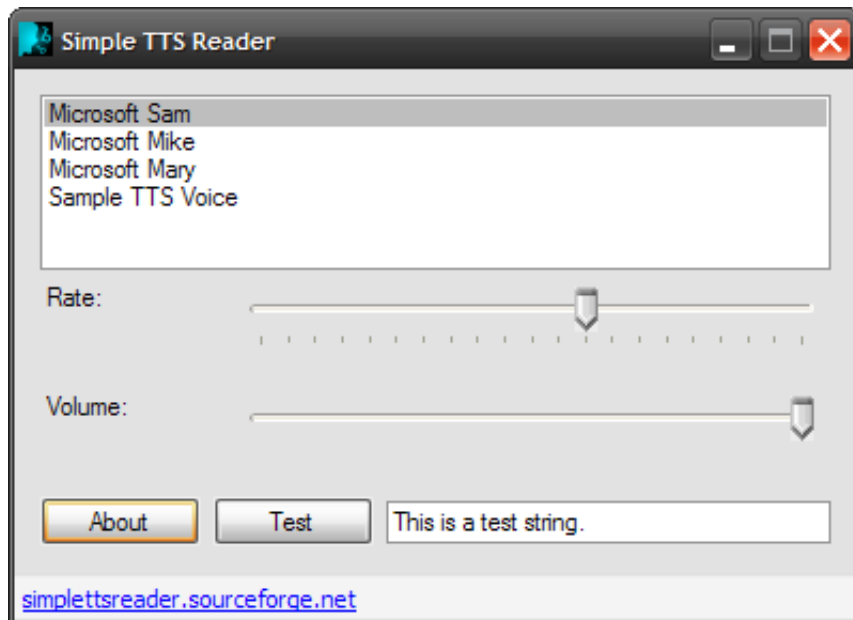 Simple TTS Reader
Microsoft Sam
Microsoft Mike
Microsoft Mary
Sample TTS Voice
Rate:
Volume:
About Test This is a test string.
simplettsreader.sourceforge.net